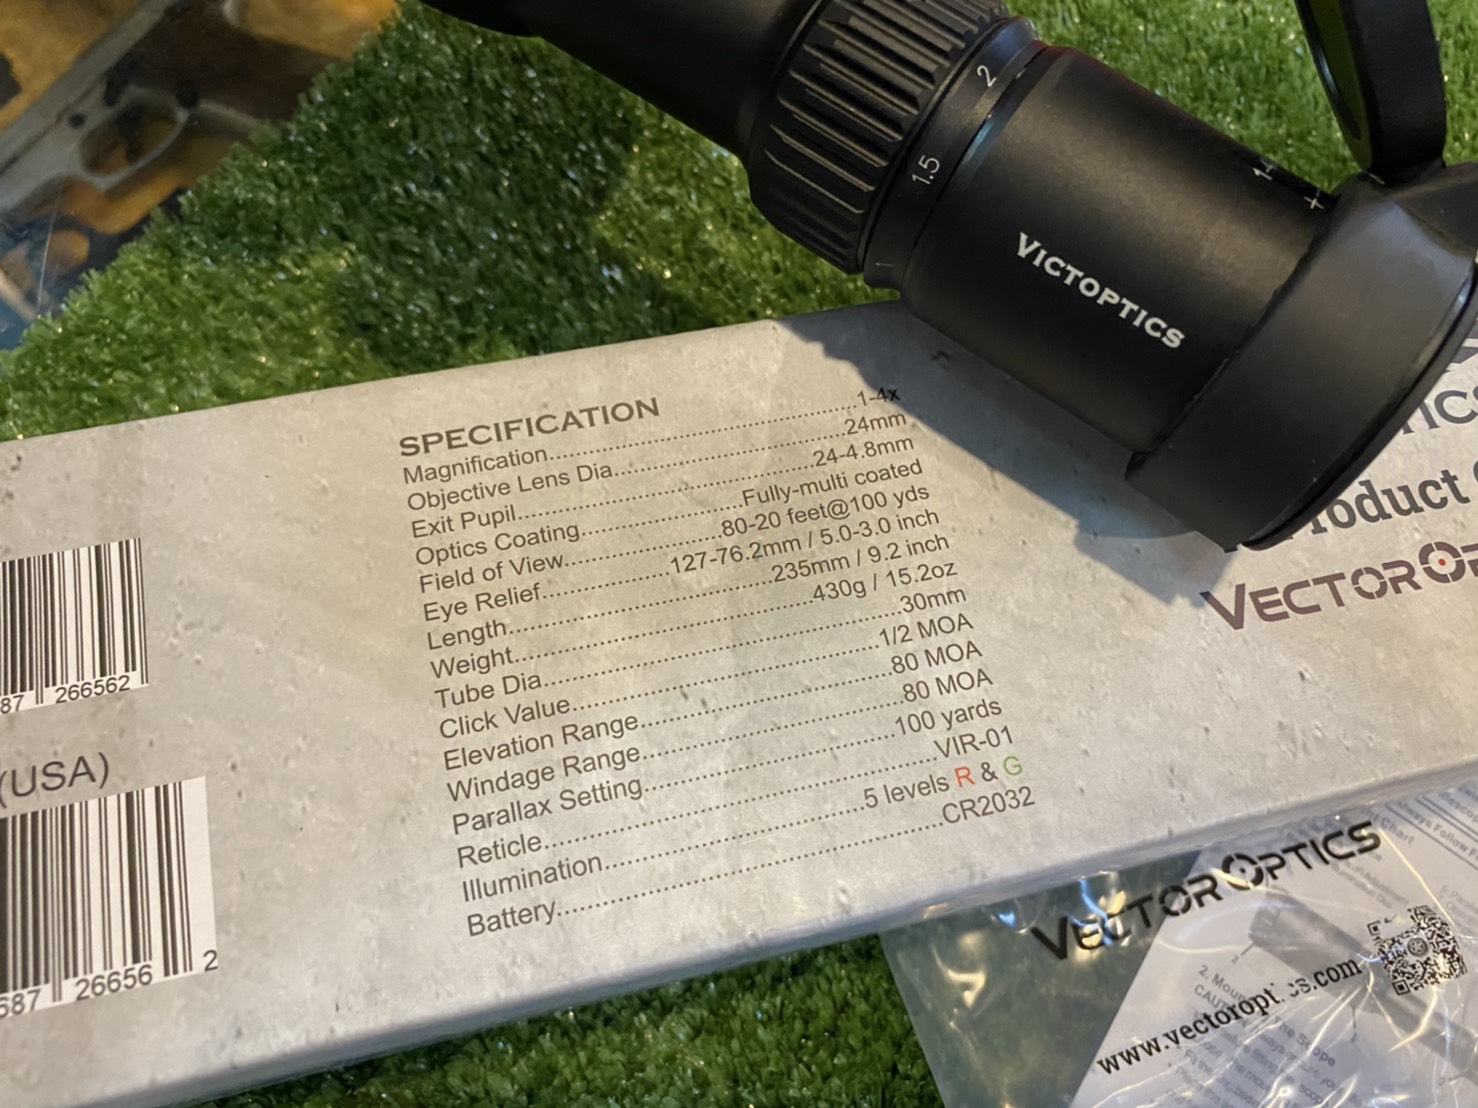 2
1.5
1
VICTOPTICS
SPECIFICATION
Magnification..........1-4x
Objective Lens Dia..........24mm
Exit Pupil..........24-4.8mm
Optics Coating..........Fully-multi coated
Field of View..........80-20 feet@100 yds
Eye Relief..........127-76.2mm / 5.0-3.0 inch
Length..........235mm / 9.2 inch
Weight..........430g / 15.2oz
Tube Dia..........30mm
Click Value..........1/2 MOA
Elevation Range..........80 MOA
Windage Range..........80 MOA
Parallax Setting..........100 yards
Reticle..........VIR-01
Illumination..........5 levels R & G
Battery..........CR2032
87 266562
(USA)
587 26656 2
VECTOR
VECTOR OPTICS
www.vectoroptics.com
The Scope